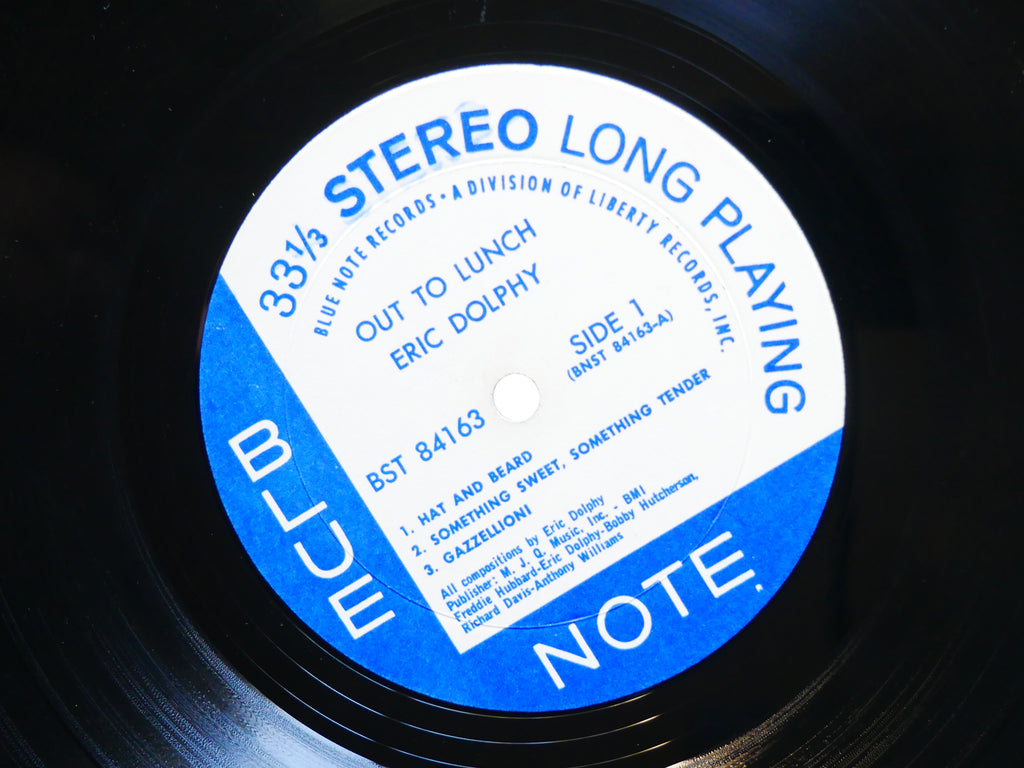 33⅓ STEREO LONG PLAYING
BLUE NOTE RECORDS • A DIVISION OF LIBERTY RECORDS, INC.
OUT TO LUNCH
ERIC DOLPHY
SIDE 1
(BNST 84163-A)
BST 84163
1. HAT AND BEARD
2. SOMETHING SWEET, SOMETHING TENDER
3. GAZZELLIONI
All compositions by Eric Dolphy
Publisher: M. J. Q. Music, Inc. - BMI
Freddie Hubbard-Eric Dolphy-Bobby Hutcherson,
Richard Davis-Anthony Williams
BLUE
NOTE